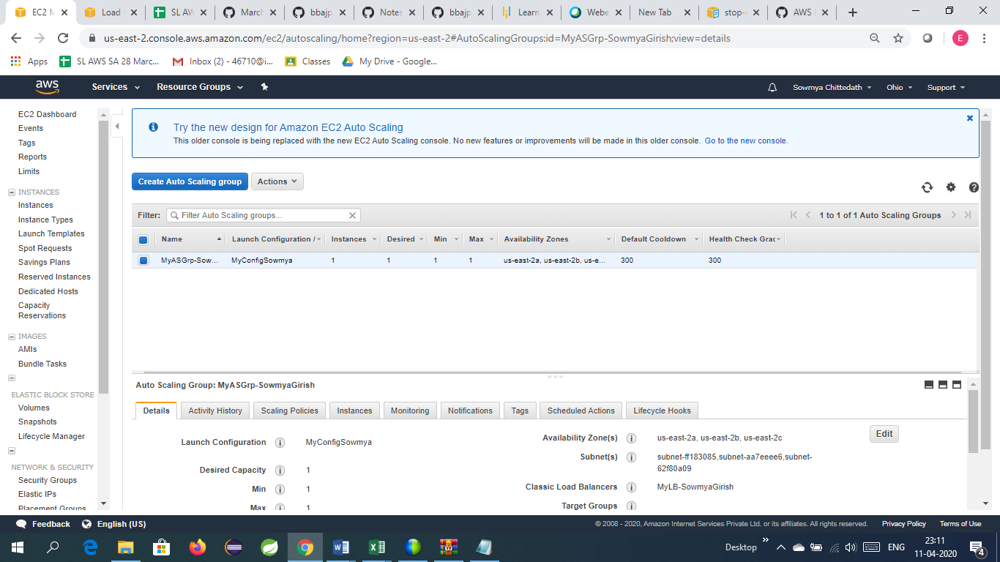 EC2 M
Load
SL AW
March
bbajp
Notes
bbajp
Learn
Webe
New Tab
stop-
AWS
us-east-2.console.aws.amazon.com/ec2/autoscaling/home?region=us-east-2#AutoScalingGroups:id=MyASGrp-SowmyaGirish;view=details
E
Apps
SL AWS SA 28 Marc...
Inbox (2) - 46710@i...
Classes
My Drive - Google...
aws
Services
Resource Groups
Sowmya Chittedath
Ohio
Support
EC2 Dashboard
Events
Tags
Reports
Limits
INSTANCES
Instances
Instance Types
Launch Templates
Spot Requests
Savings Plans
Reserved Instances
Dedicated Hosts
Capacity
Reservations
IMAGES
AMIs
Bundle Tasks
ELASTIC BLOCK STORE
Volumes
Snapshots
Lifecycle Manager
NETWORK & SECURITY
Security Groups
Elastic IPs
Placement Groups
Try the new design for Amazon EC2 Auto Scaling
This older console is being replaced with the new EC2 Auto Scaling console. No new features or improvements will be made in this older console. Go to the new console.
Create Auto Scaling group
Actions
Filter:
Filter Auto Scaling groups...
1 to 1 of 1 Auto Scaling Groups
Name
Launch Configuration /
Instances
Desired
Min
Max
Availability Zones
Default Cooldown
Health Check Grac
MyASGrp-Sow...
MyConfigSowmya
1
1
1
1
us-east-2a, us-east-2b, us-e...
300
300
Auto Scaling Group: MyASGrp-SowmyaGirish
Details
Activity History
Scaling Policies
Instances
Monitoring
Notifications
Tags
Scheduled Actions
Lifecycle Hooks
Launch Configuration
MyConfigSowmya
Desired Capacity
1
Min
1
Max
1
Availability Zone(s)
us-east-2a, us-east-2b, us-east-2c
Subnet(s)
subnet-ff183085,subnet-aa7eeee6,subnet-
62f80a09
Classic Load Balancers
MyLB-SowmyaGirish
Target Groups
Edit
Feedback
English (US)
© 2008 - 2020, Amazon Internet Services Private Ltd. or its affiliates. All rights reserved.
Privacy Policy
Terms of Use
Desktop
ENG
23:11
11-04-2020
4